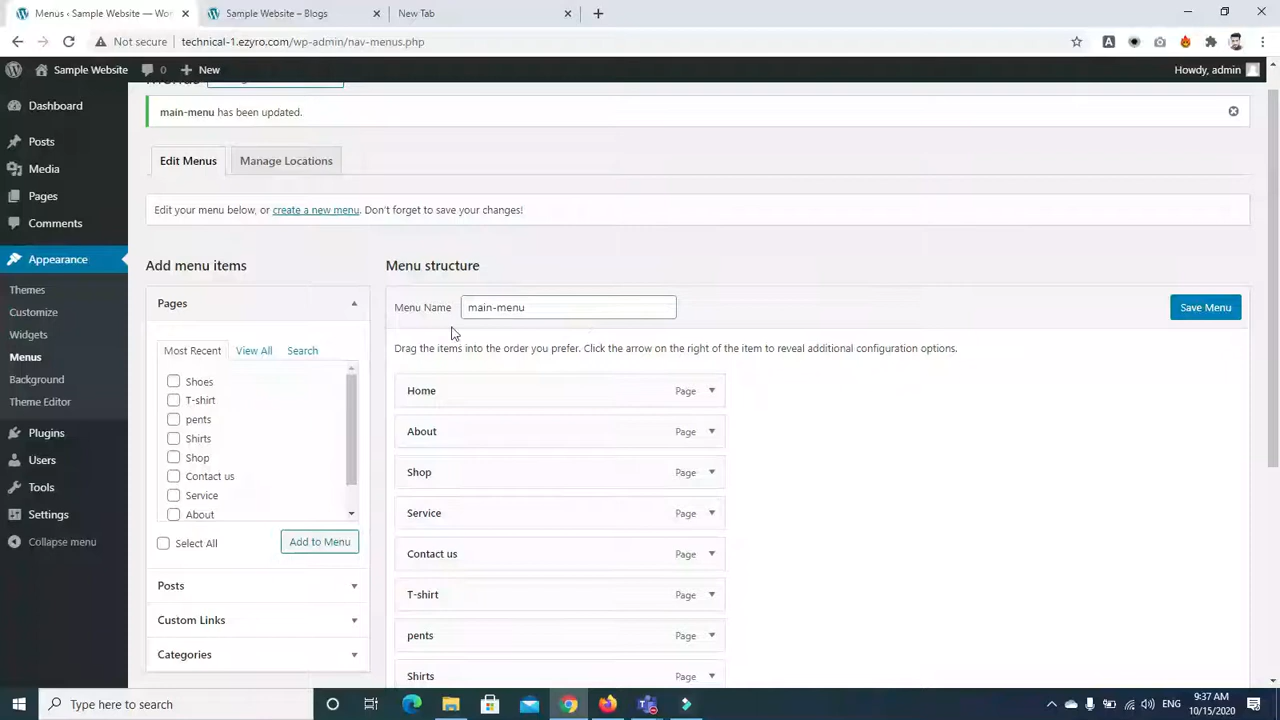 Menus ‹ Sample Website — Wor
Sample Website – Blogs
New Tab
Not secure
technical-1.ezyro.com/wp-admin/nav-menus.php
Sample Website
0
New
Howdy, admin
Dashboard
Posts
Media
Pages
Comments
Appearance
Themes
Customize
Widgets
Menus
Background
Theme Editor
Plugins
Users
Tools
Settings
Collapse menu
main-menu has been updated.
Edit Menus
Manage Locations
Edit your menu below, or create a new menu. Don't forget to save your changes!
Add menu items
Pages
Most Recent
View All
Search
Shoes
T-shirt
pents
Shirts
Shop
Contact us
Service
About
Select All
Add to Menu
Posts
Custom Links
Categories
Menu structure
Menu Name
main-menu
Save Menu
Drag the items into the order you prefer. Click the arrow on the right of the item to reveal additional configuration options.
Home Page
About Page
Shop Page
Service Page
Contact us Page
T-shirt Page
pents Page
Shirts Page
Type here to search
ENG
9:37 AM
10/15/2020